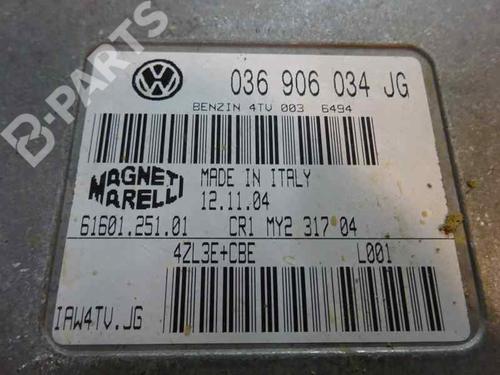 B-PARTS
036 906 034 JG
BENZIN 4TV 003 6494
MAGNETI
MARELLI
MADE IN ITALY
12.11.04
61601.251.01 CR1 MY2 317 04
4ZL3E+CBE L001
IAW4TV.JG